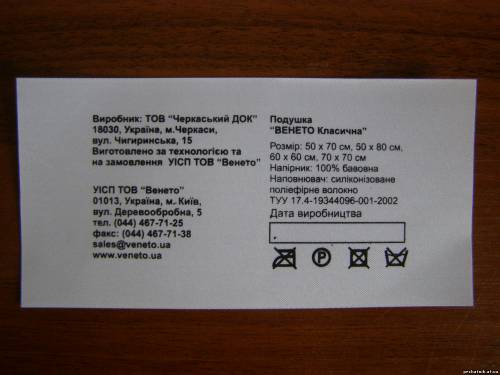 Виробник: ТОВ "Черкаський ДОК"
18030, Україна, м.Черкаси,
вул. Чигиринська, 15
Виготовлено за технологією та
на замовлення УІСП ТОВ "Венето"
УІСП ТОВ "Венето"
01013, Україна, м. Київ,
вул. Деревообробна, 5
тел. (044) 467-71-25
факс: (044) 467-71-38
sales@veneto.ua
www.veneto.ua
Подушка
"ВЕНЕТО Класична"
Розмір: 50 х 70 см, 50 х 80 см,
60 х 60 см, 70 х 70 см
Напірник: 100% бавовна
Наповнювач: силіконізоване
поліефірне волокно
ТУУ 17.4-19344096-001-2002
Дата виробництва
P